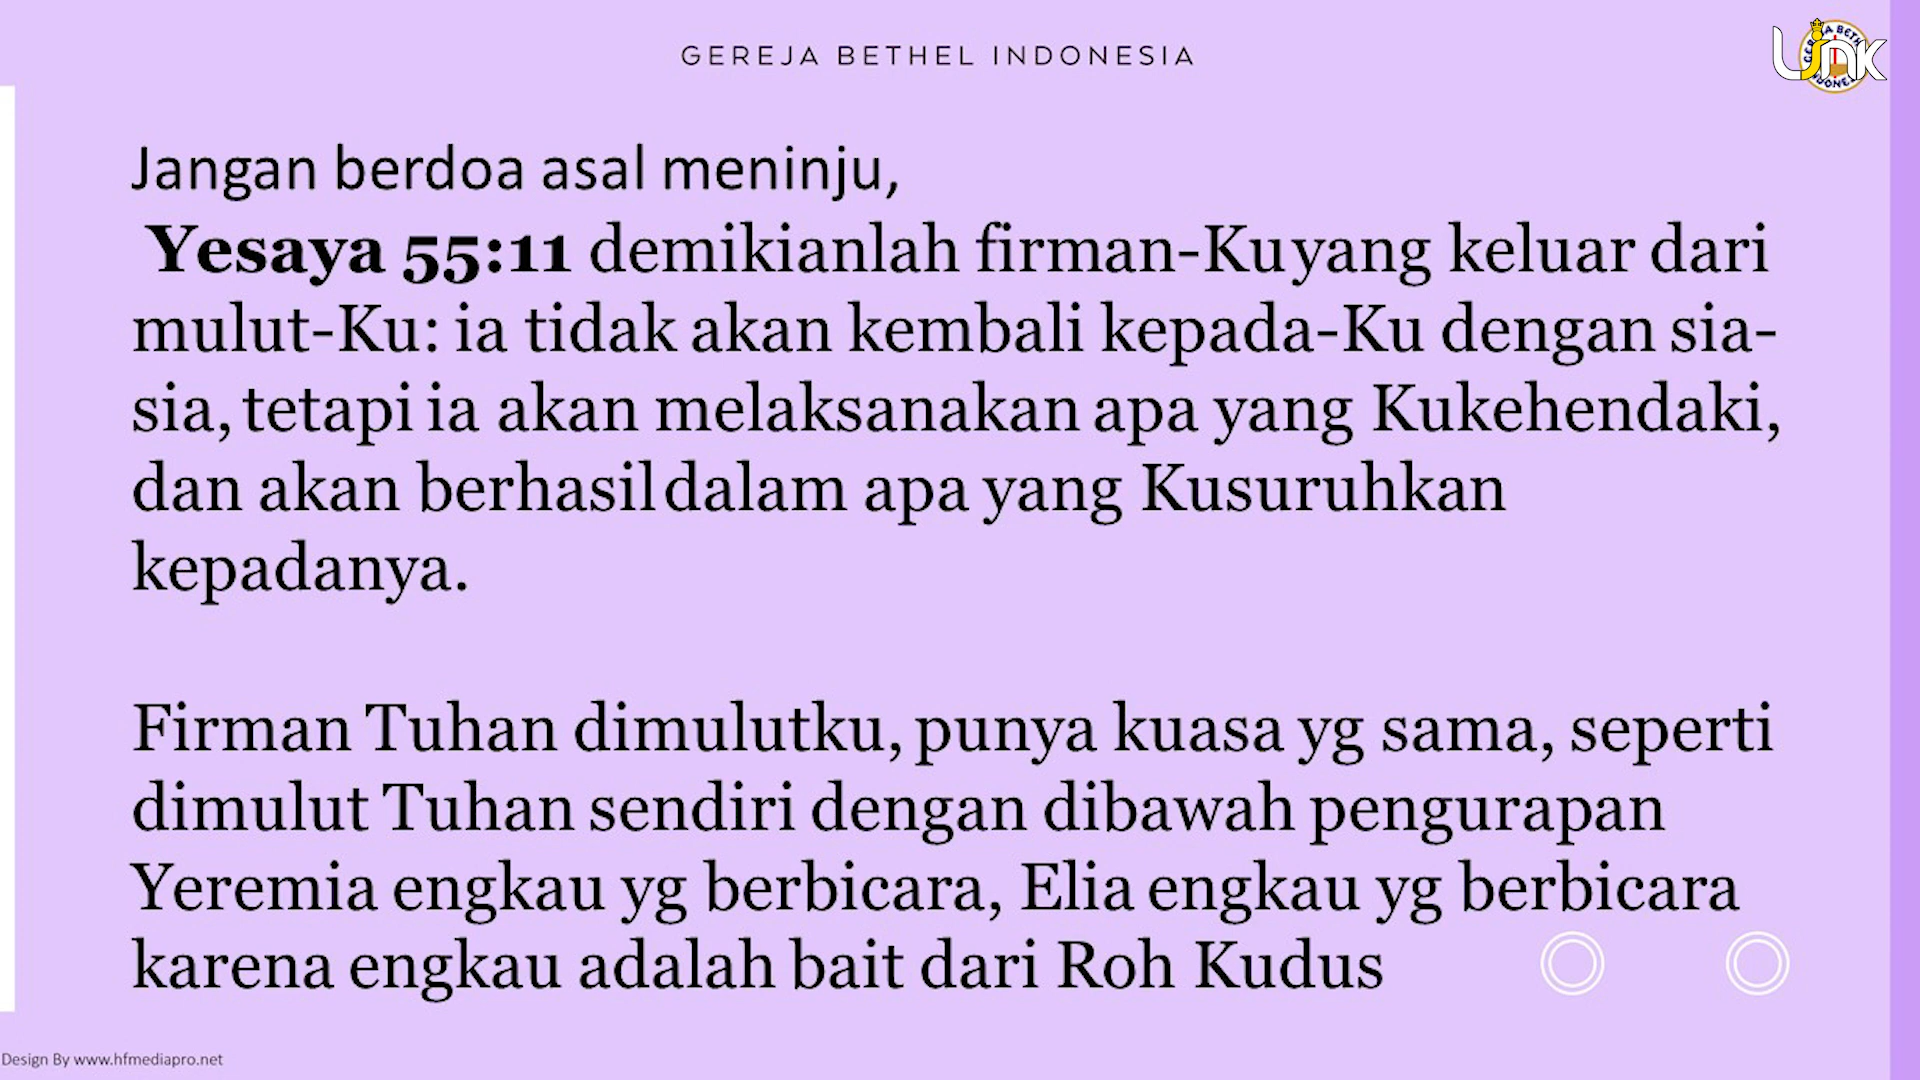 GEREJA BETHEL INDONESIA
Jangan berdoa asal meninju,
Yesaya 55:11 demikianlah firman-Ku yang keluar dari
mulut-Ku: ia tidak akan kembali kepada-Ku dengan sia-
sia, tetapi ia akan melaksanakan apa yang Kukehendaki,
dan akan berhasil dalam apa yang Kusuruhkan
kepadanya.
Firman Tuhan dimulutku, punya kuasa yg sama, seperti
dimulut Tuhan sendiri dengan dibawah pengurapan
Yeremia engkau yg berbicara, Elia engkau yg berbicara
karena engkau adalah bait dari Roh Kudus
Design By www.hfmediapro.net